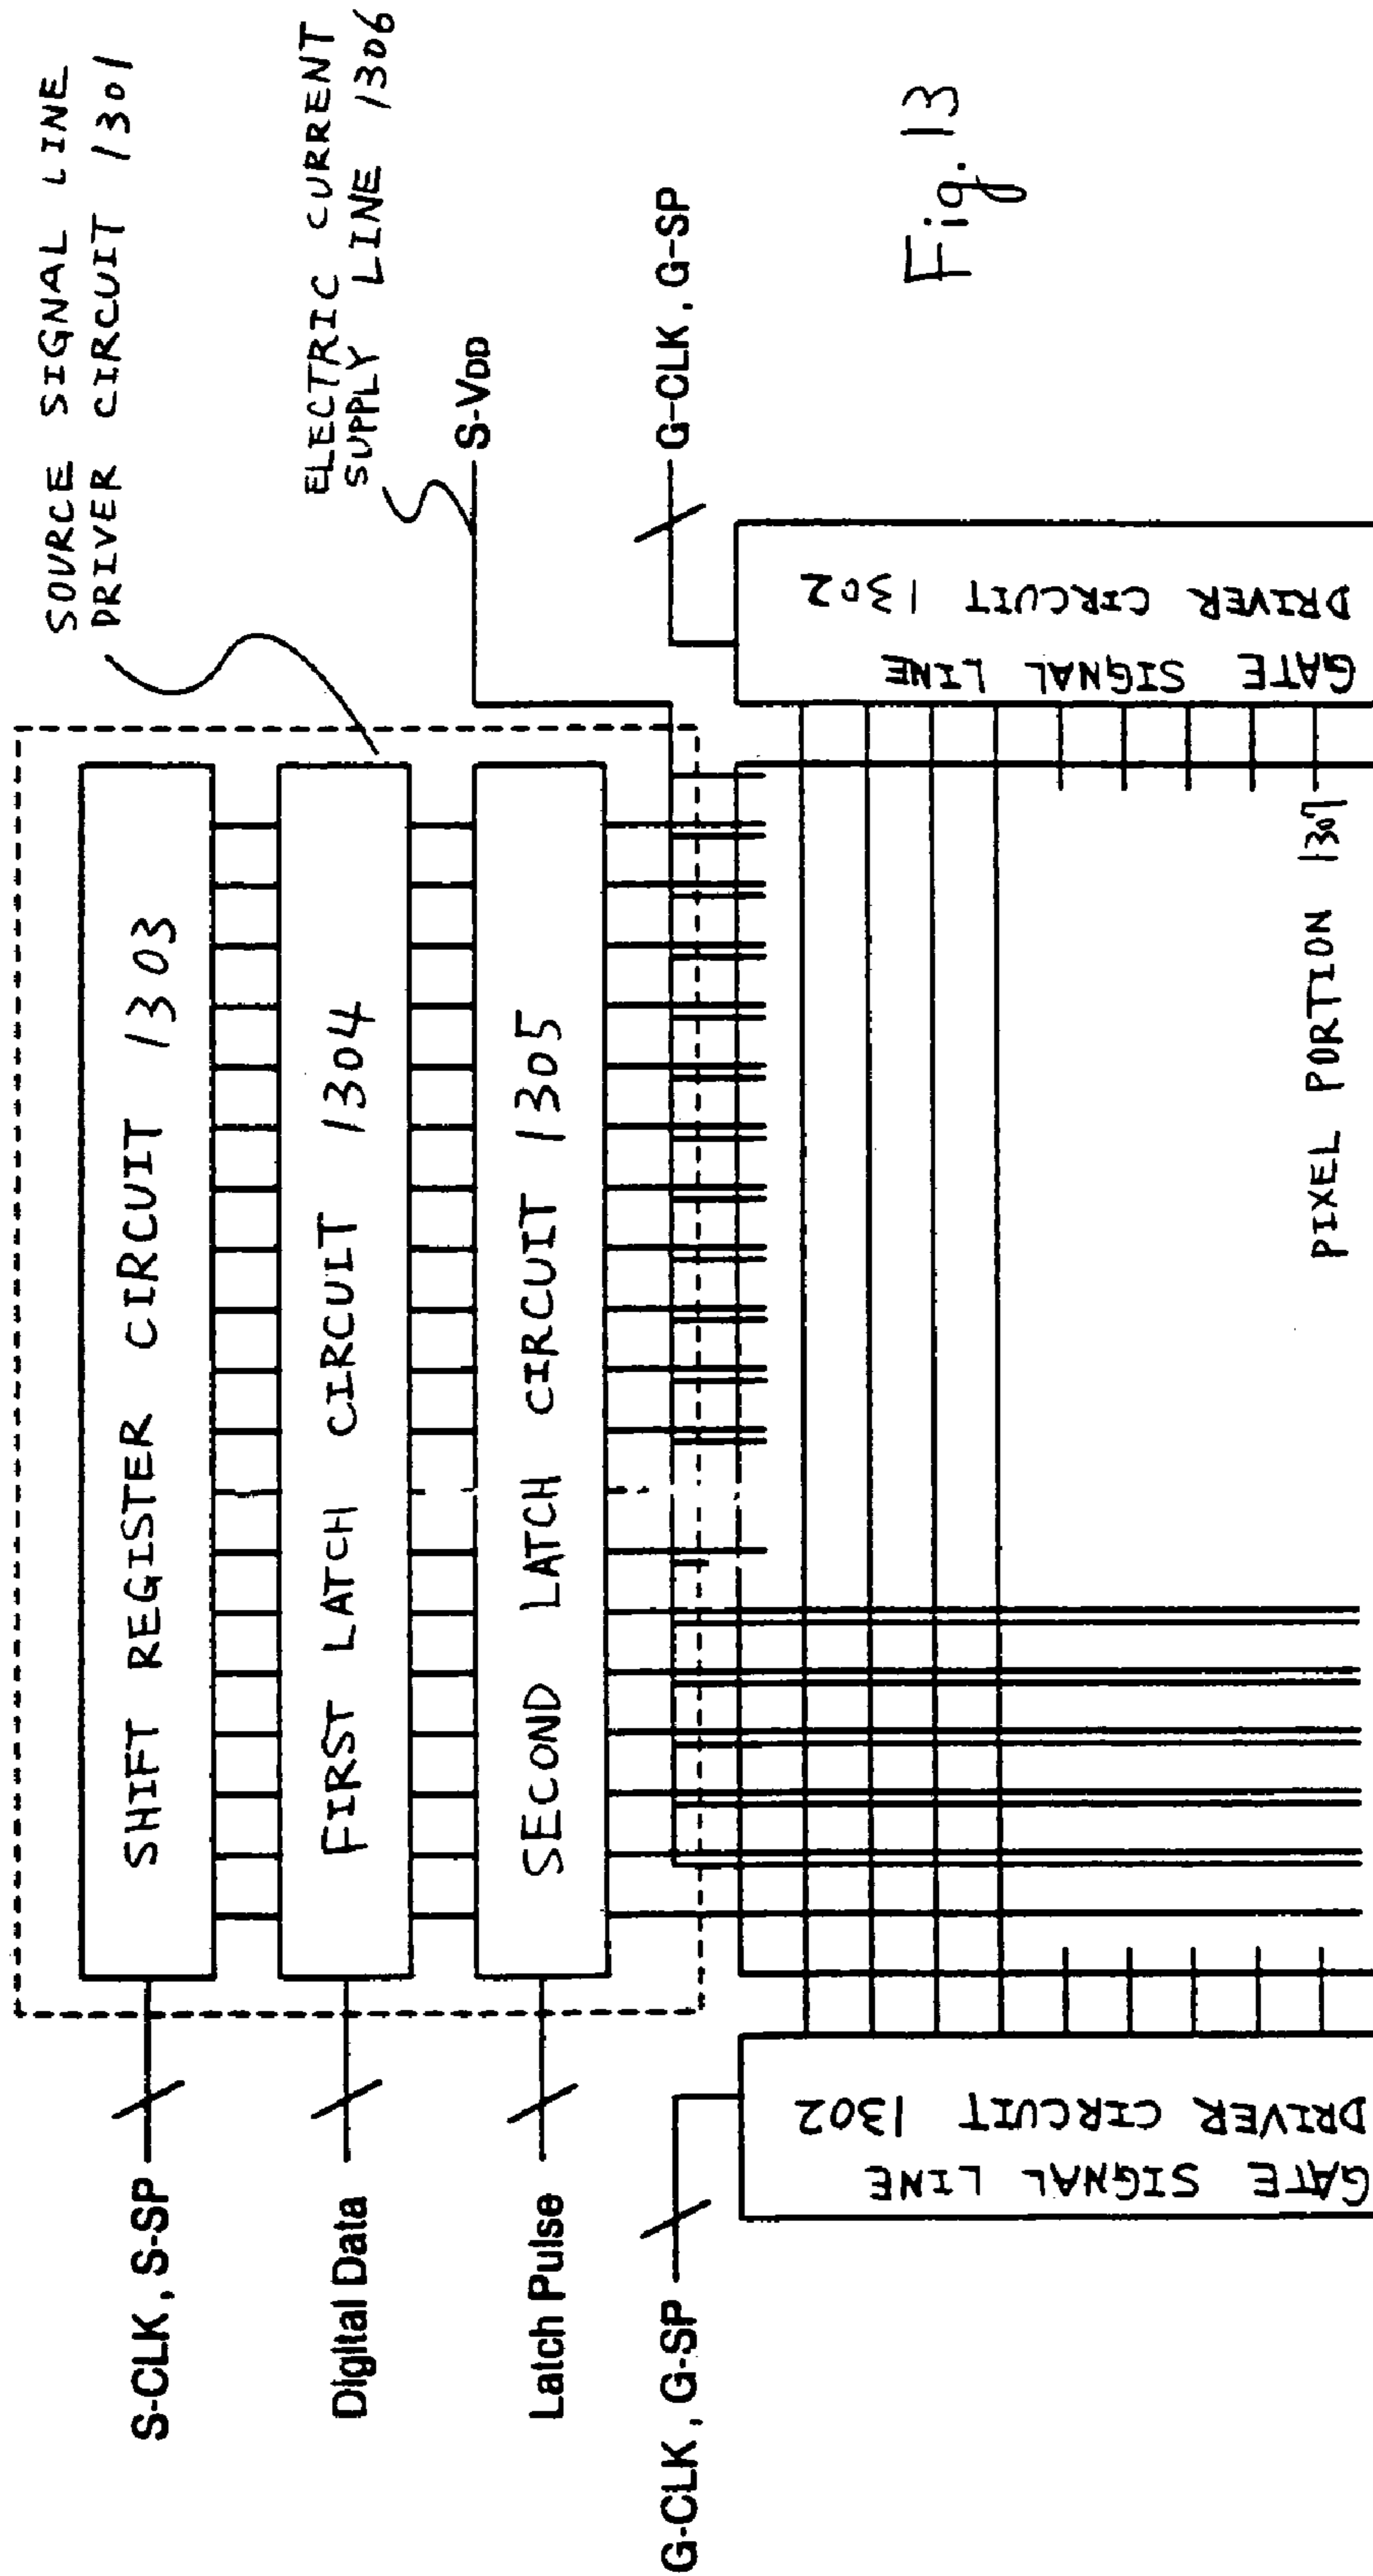 SOURCE SIGNAL LINE
DRIVER CIRCUIT 1301
ELECTRIC CURRENT
SUPPLY LINE 1306
S-VDD
G-CLK, G-SP
S-CLK, S-SP
SHIFT REGISTER CIRCUIT 1303
Digital Data
FIRST LATCH CIRCUIT 1304
Latch Pulse
SECOND LATCH CIRCUIT 1305
G-CLK, G-SP
GATE SIGNAL LINE
DRIVER CIRCUIT 1302
GATE SIGNAL LINE
DRIVER CIRCUIT 1302
PIXEL PORTION 1307
Fig. 13